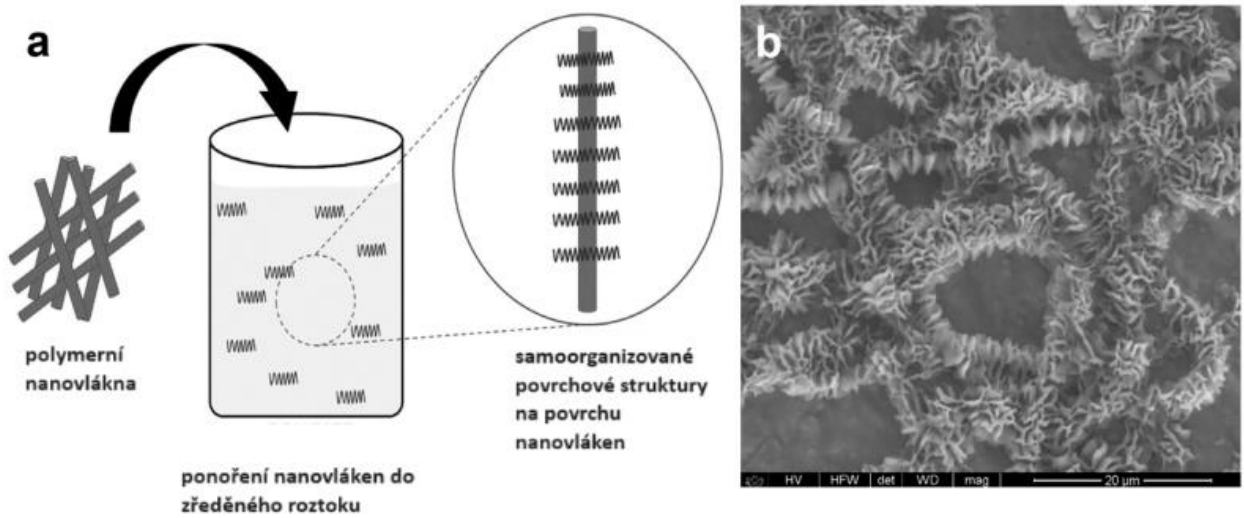 a
polymerní
nanovlákna
ponoření nanovláken do
zředěného roztoku
samoorganizované
povrchové struktury
na povrchu
nanovláken
b
HV HFW det WD mag 20 µm